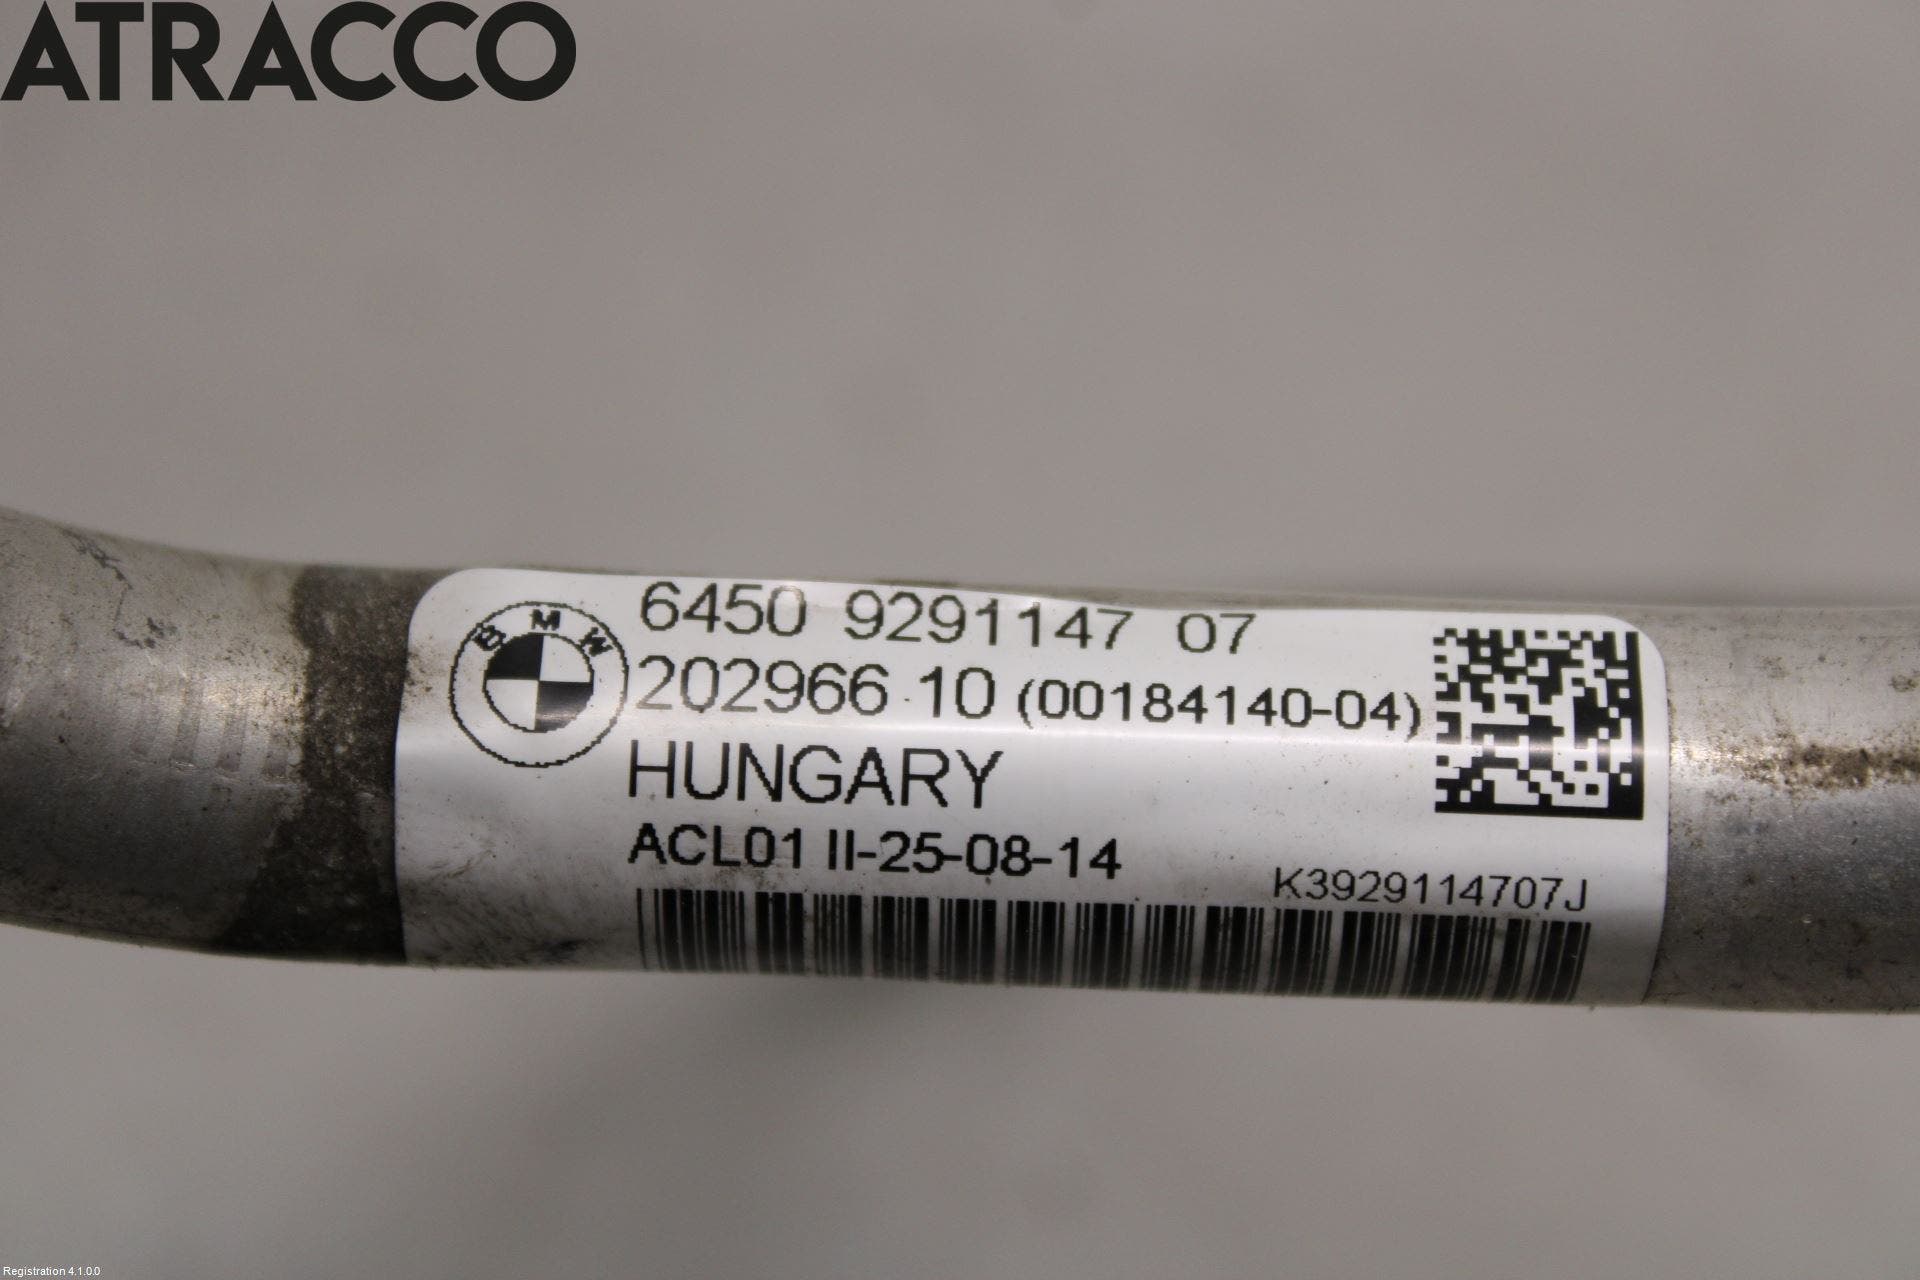 ATRACCO
BMW
6450 9291147 07
202966 10 (00184140-04)
HUNGARY
ACL01 II-25-08-14
K3929114707J
Registration 4.1.0.0